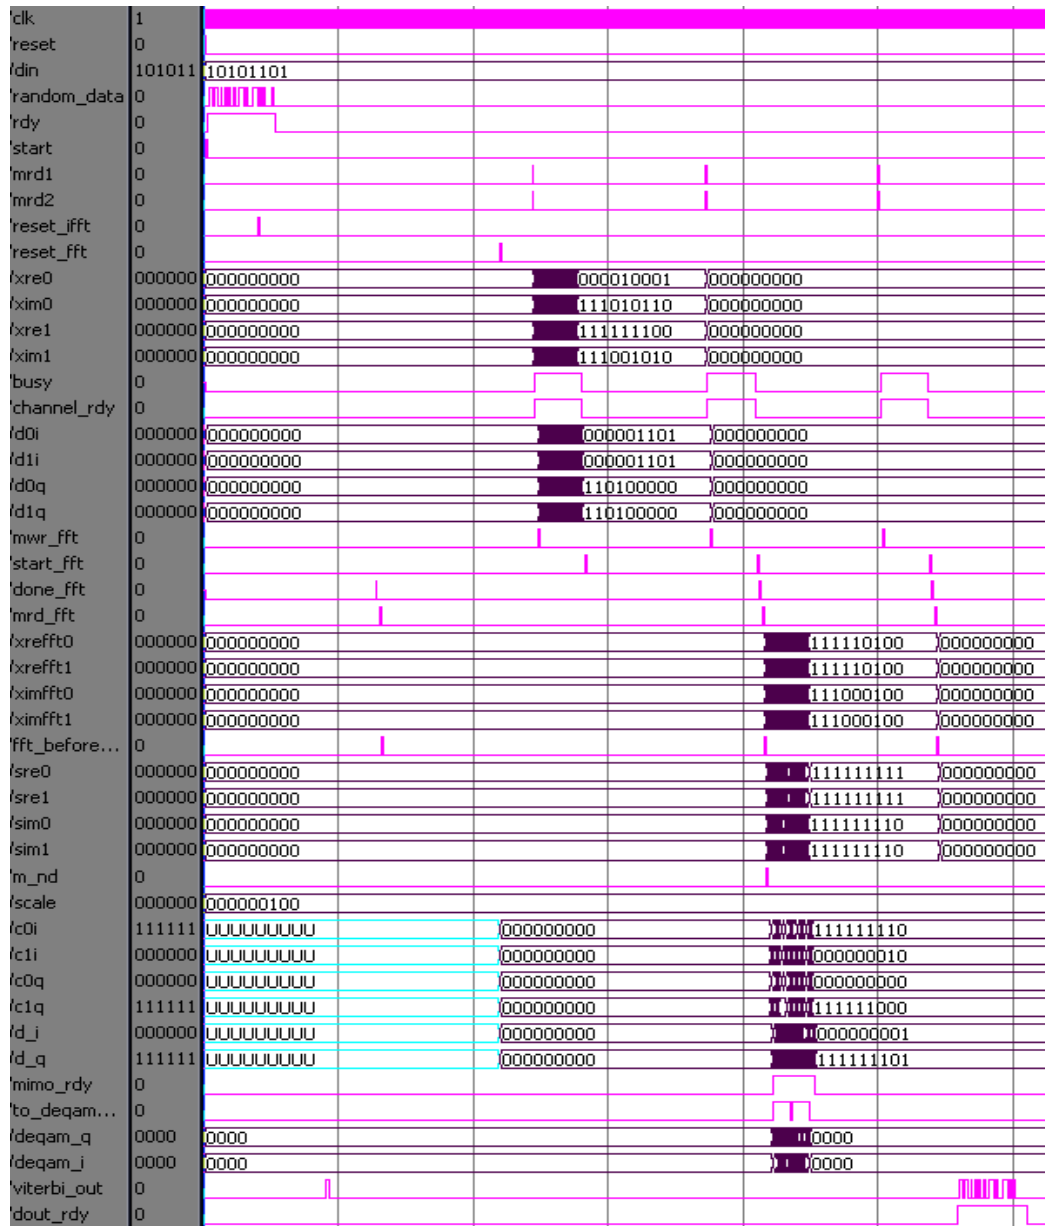 'clk 1
'reset 0
'din 101011 10101101
'random_data 0
'rdy 0
'start 0
'mrd1 0
'mrd2 0
'reset_ifft 0
'reset_fft 0
'xre0 000000 000000000 000010001 000000000
'xim0 000000 000000000 111010110 000000000
'xre1 000000 000000000 111111100 000000000
'xim1 000000 000000000 111001010 000000000
'busy 0
'channel_rdy 0
'd0i 000000 000000000 000001101 000000000
'd1i 000000 000000000 000001101 000000000
'd0q 000000 000000000 110100000 000000000
'd1q 000000 000000000 110100000 000000000
'mwr_fft 0
'start_fft 0
'done_fft 0
'mrd_fft 0
'xrefft0 000000 000000000 111110100 000000000
'xrefft1 000000 000000000 111110100 000000000
'ximfft0 000000 000000000 111000100 000000000
'ximfft1 000000 000000000 111000100 000000000
'fft_before... 0
'sre0 000000 000000000 111111111 000000000
'sre1 000000 000000000 111111111 000000000
'sim0 000000 000000000 111111110 000000000
'sim1 000000 000000000 111111110 000000000
'm_nd 0
'scale 000000 000000100
'c0i 111111 UUUUUUUUU 000000000 111111110
'c1i 000000 UUUUUUUUU 000000000 000000010
'c0q 000000 UUUUUUUUU 000000000 000000000
'c1q 111111 UUUUUUUUU 000000000 111111000
'd_i 000000 UUUUUUUUU 000000000 000000001
'd_q 111111 UUUUUUUUU 000000000 111111101
'mimo_rdy 0
'to_deqam... 0
'deqam_q 0000 0000 0000
'deqam_i 0000 0000 0000
'viterbi_out 0
'dout_rdy 0